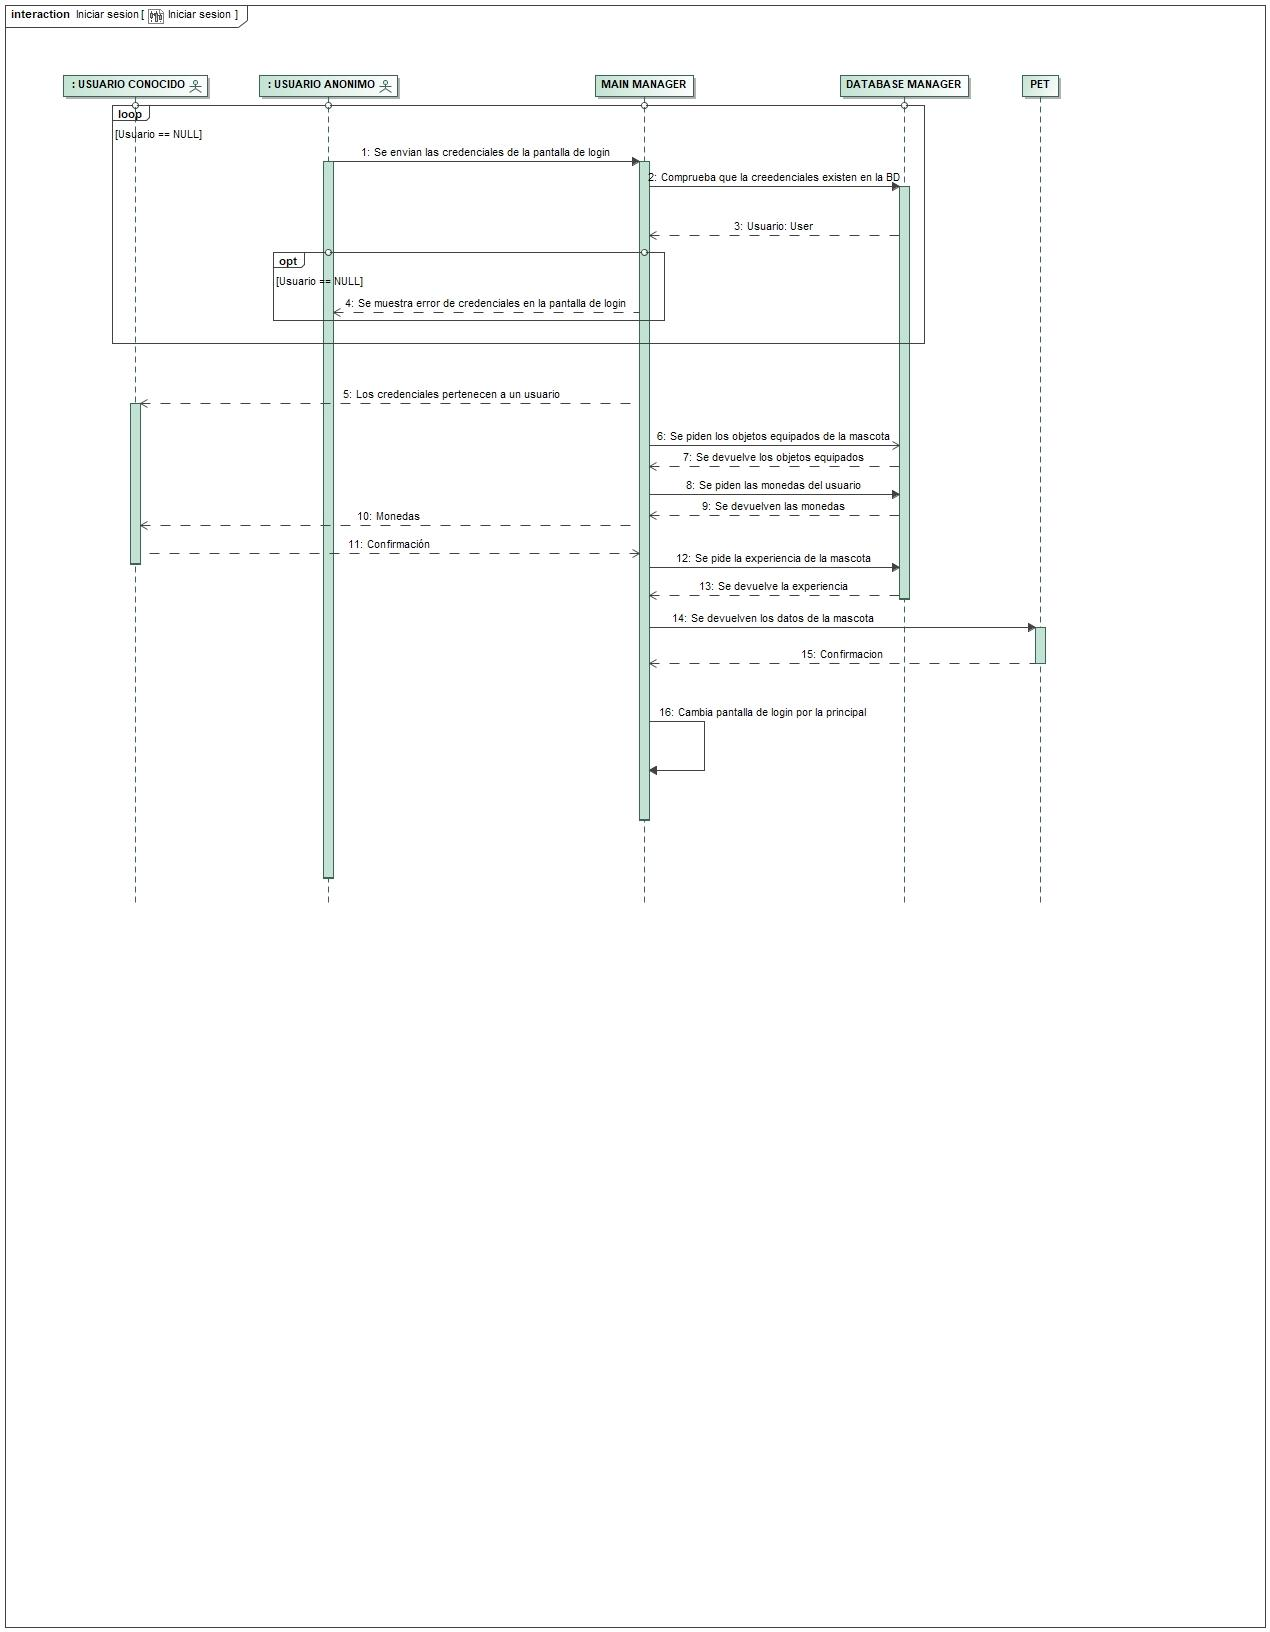 interaction Iniciar sesion [ Iniciar sesion ]
: USUARIO CONOCIDO
: USUARIO ANONIMO
MAIN MANAGER
DATABASE MANAGER
PET
loop
[Usuario == NULL]
1: Se envian las credenciales de la pantalla de login
2: Comprueba que la creedenciales existen en la BD
3: Usuario: User
opt
[Usuario == NULL]
4: Se muestra error de credenciales en la pantalla de login
5: Los credenciales pertenecen a un usuario
6: Se piden los objetos equipados de la mascota
7: Se devuelve los objetos equipados
8: Se piden las monedas del usuario
9: Se devuelven las monedas
10: Monedas
11: Confirmación
12: Se pide la experiencia de la mascota
13: Se devuelve la experiencia
14: Se devuelven los datos de la mascota
15: Confirmacion
16: Cambia pantalla de login por la principal